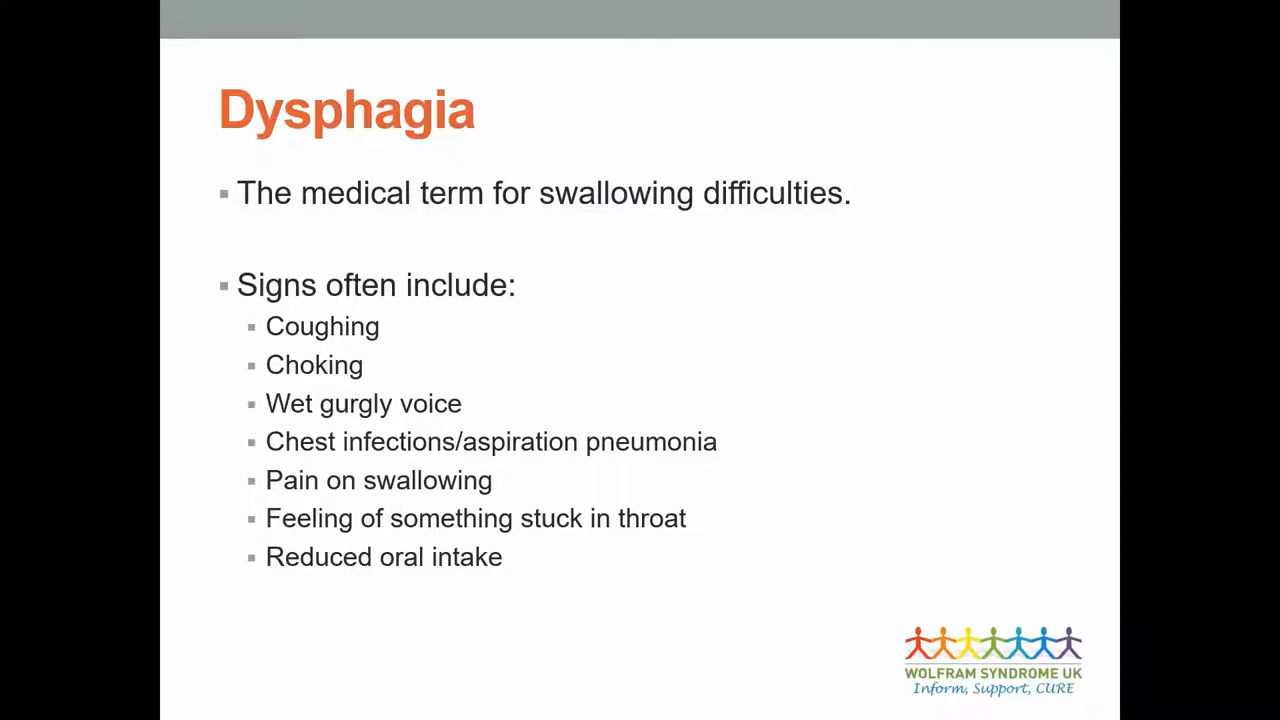 Dysphagia
The medical term for swallowing difficulties.
Signs often include:
Coughing
Choking
Wet gurgly voice
Chest infections/aspiration pneumonia
Pain on swallowing
Feeling of something stuck in throat
Reduced oral intake
WOLFRAM SYNDROME UK
Inform, Support, CURE